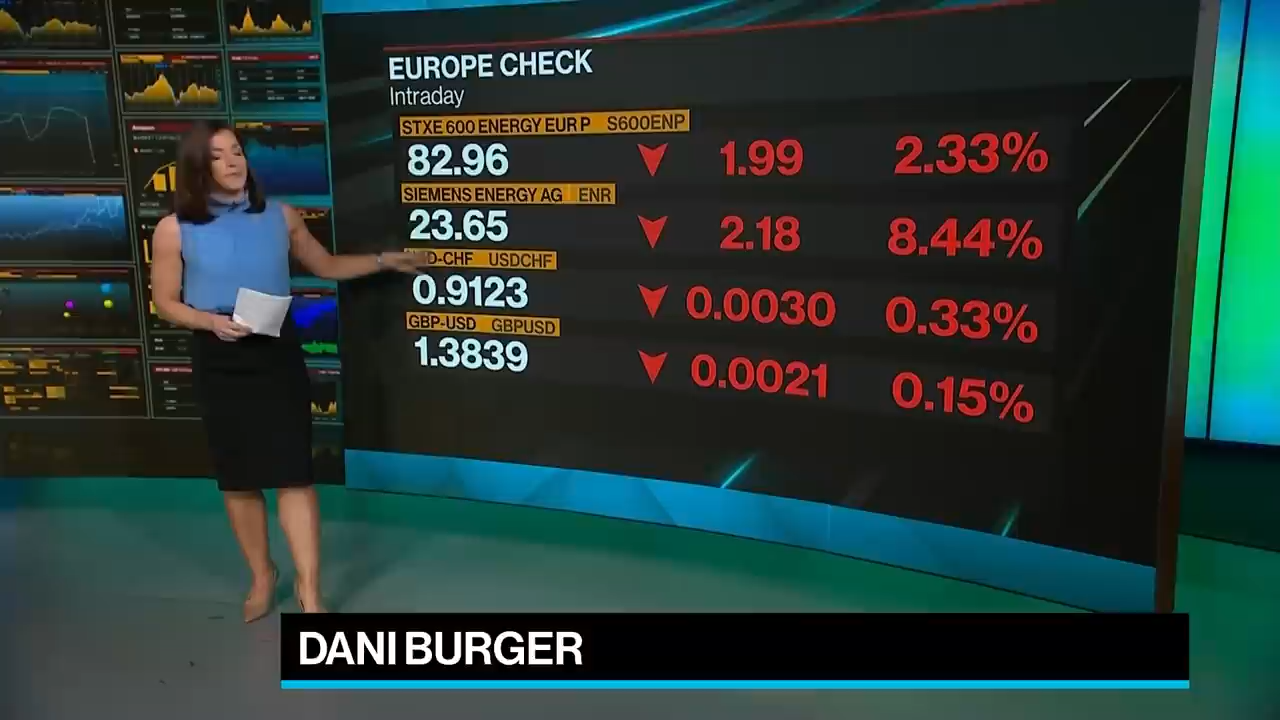 EUROPE CHECK
Intraday
STXE 600 ENERGY EUR P S600ENP
82.96 1.99 2.33%
SIEMENS ENERGY AG ENR
23.65 2.18 8.44%
D-CHF USDCHF
0.9123 0.0030 0.33%
GBP-USD GBPUSD
1.3839 0.0021 0.15%
DANI BURGER